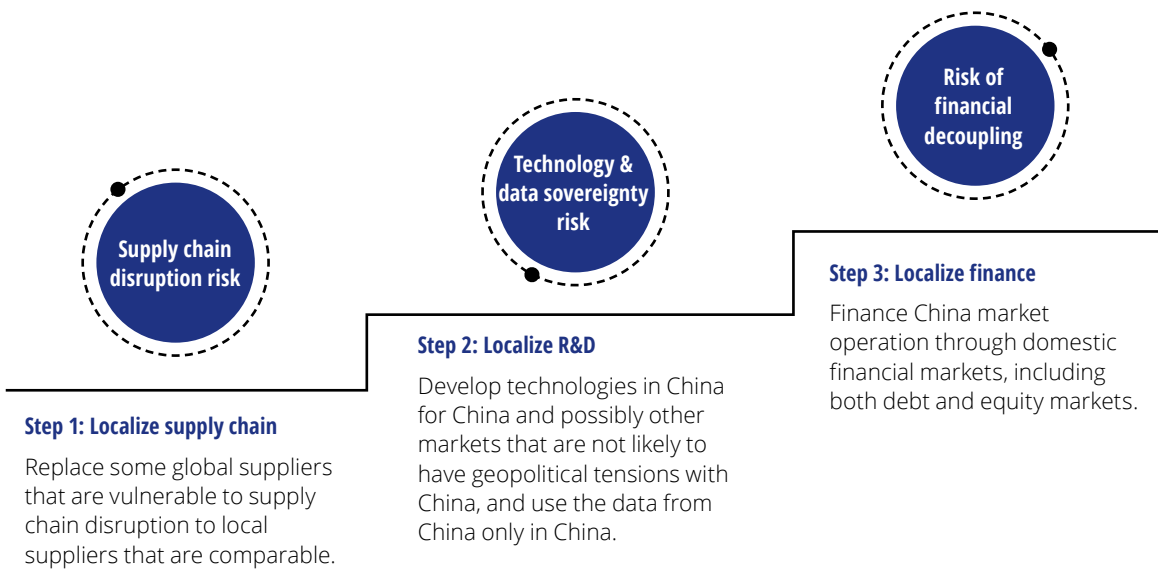 Supply chain
disruption risk
Step 1: Localize supply chain
Replace some global suppliers
that are vulnerable to supply
chain disruption to local
suppliers that are comparable.
Technology &
data sovereignty
risk
Step 2: Localize R&D
Develop technologies in China
for China and possibly other
markets that are not likely to
have geopolitical tensions with
China, and use the data from
China only in China.
Risk of
financial
decoupling
Step 3: Localize finance
Finance China market
operation through domestic
financial markets, including
both debt and equity markets.